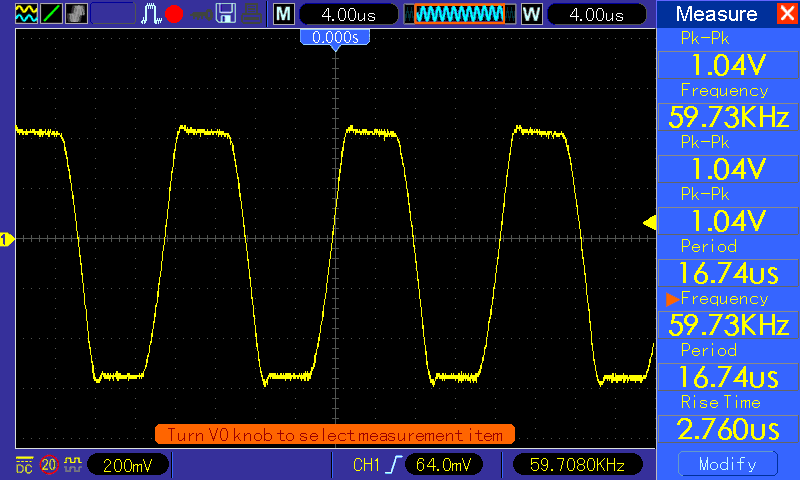 M 4.00us W 4.00us Measure
0.000s
Pk-Pk
1.04V
Frequency
59.73KHz
Pk-Pk
1.04V
Pk-Pk
1.04V
Period
16.74us
Frequency
59.73KHz
Period
16.74us
Rise Time
2.760us
Modify
1
Turn V0 knob to select measurement item
DC 20 200mV CH1 64.0mV 59.7080KHz